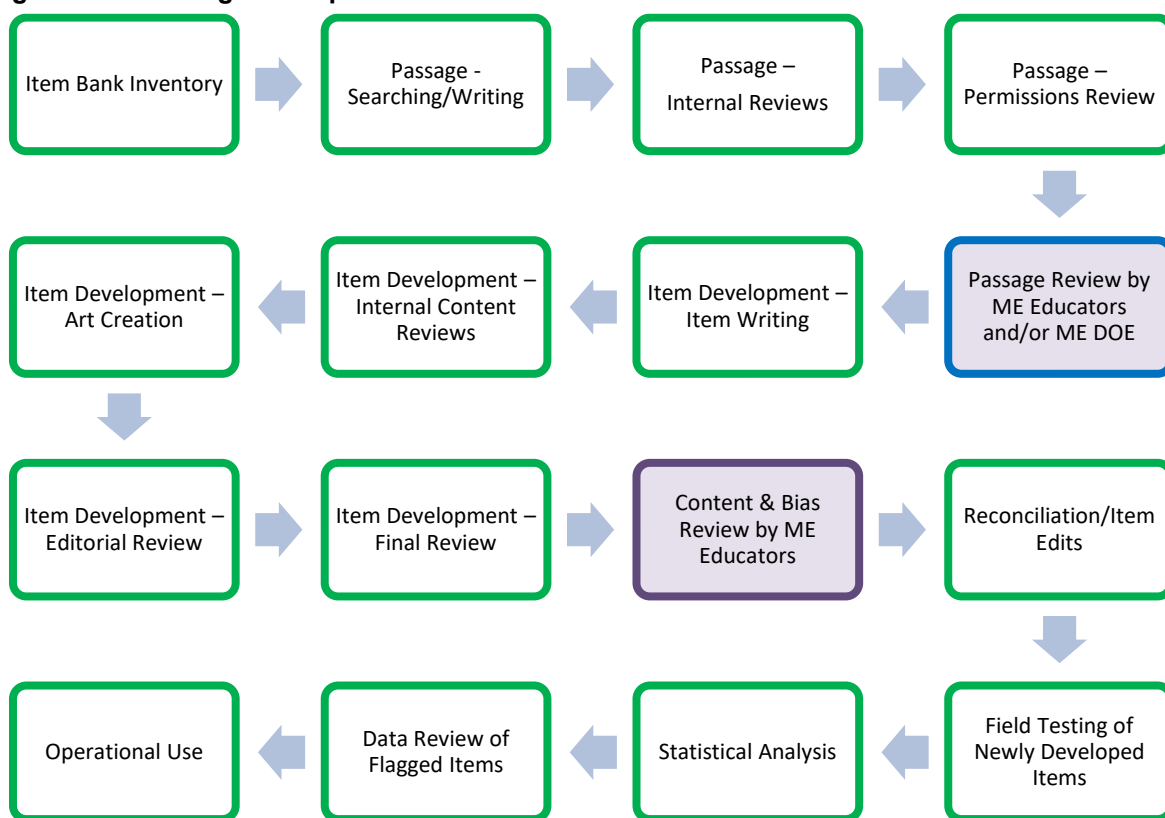 Item Bank Inventory
Passage -
Searching/Writing
Passage –
Internal Reviews
Passage –
Permissions Review
Passage Review by
ME Educators
and/or ME DOE
Item Development –
Item Writing
Item Development –
Internal Content
Reviews
Item Development –
Art Creation
Item Development –
Editorial Review
Item Development –
Final Review
Content & Bias
Review by ME
Educators
Reconciliation/Item
Edits
Field Testing of
Newly Developed
Items
Statistical Analysis
Data Review of
Flagged Items
Operational Use